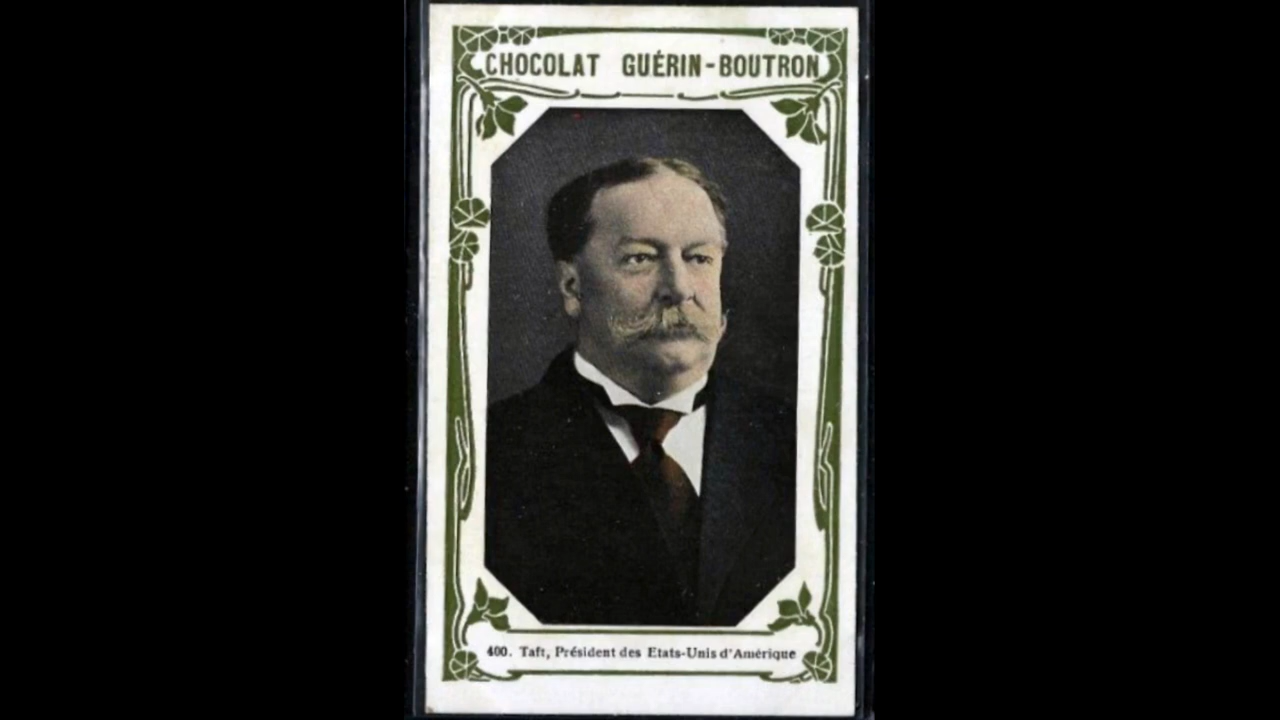 CHOCOLAT GUÉRIN-BOUTRON
400. Taft, Président des Etats-Unis d'Amérique